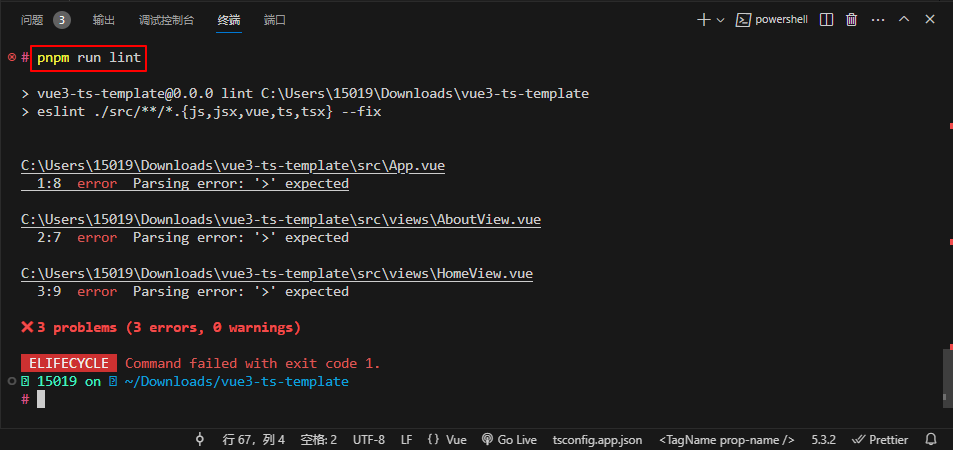 问题 3 输出 调试控制台 终端 端口 powershell
# pnpm run lint
> vue3-ts-template@0.0.0 lint C:\Users\15019\Downloads\vue3-ts-template
> eslint ./src/**/*.{js,jsx,vue,ts,tsx} --fix
C:\Users\15019\Downloads\vue3-ts-template\src\App.vue
1:8 error Parsing error: '>' expected
C:\Users\15019\Downloads\vue3-ts-template\src\views\AboutView.vue
2:7 error Parsing error: '>' expected
C:\Users\15019\Downloads\vue3-ts-template\src\views\HomeView.vue
3:9 error Parsing error: '>' expected
❌ 3 problems (3 errors, 0 warnings)
ELIFECYCLE Command failed with exit code 1.
15019 on ~/Downloads/vue3-ts-template
#
行 67，列 4 空格: 2 UTF-8 LF {} Vue Go Live tsconfig.app.json <TagName prop-name /> 5.3.2 Prettier